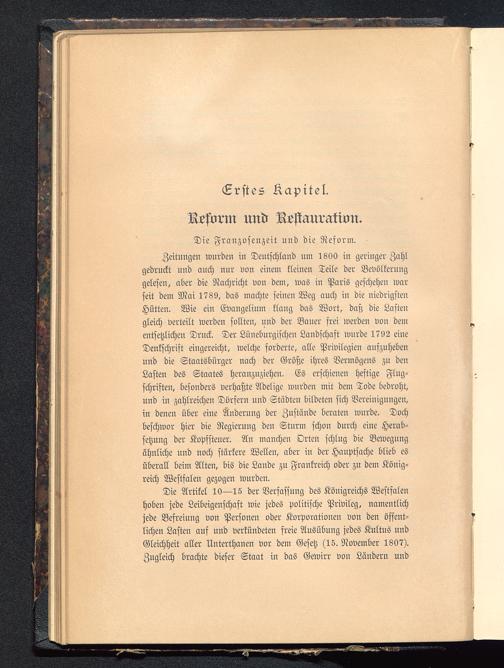 Erstes Kapitel.
Reform und Restauration.
Die Franzosenzeit und die Reform.
Zeitungen wurden in Deutschland um 1800 in geringer Zahl
gedruckt und auch nur von einem kleinen Teile der Bevölkerung
gelesen, aber die Nachricht von dem, was in Paris geschehen war
seit dem Mai 1789, das machte seinen Weg auch in die niedrigsten
Hütten. Wie ein Evangelium klang das Wort, daß die Lasten
gleich verteilt werden sollten, und der Bauer frei werden von dem
entsetzlichen Druck. Der Lüneburgischen Landschaft wurde 1792 eine
Denkschrift eingereicht, welche forderte, alle Privilegien aufzuheben
und die Staatsbürger nach der Größe ihres Vermögens zu den
Lasten des Staates heranzuziehen. Es erschienen heftige Flug-
schriften, besonders verhaßte Adelige wurden mit dem Tode bedroht,
und in zahlreichen Dörfern und Städten bildeten sich Vereinigungen,
in denen über eine Änderung der Zustände beraten wurde. Doch
beschwor hier die Regierung den Sturm schon durch eine Herab-
setzung der Kopfsteuer. An manchen Orten schlug die Bewegung
ähnliche und noch stärkere Wellen, aber in der Hauptsache blieb es
überall beim Alten, bis die Lande zu Frankreich oder zu dem König-
reich Westfalen gezogen wurden.
Die Artikel 10—15 der Verfassung des Königreichs Westfalen
hoben jede Leibeigenschaft wie jedes politische Privileg, namentlich
jede Befreiung von Personen oder Korporationen von den öffent-
lichen Lasten auf und verkündeten freie Ausübung jedes Kultus und
Gleichheit aller Unterthanen vor dem Gesetz (15. November 1807).
Zugleich brachte dieser Staat in das Gewirr von Ländern und